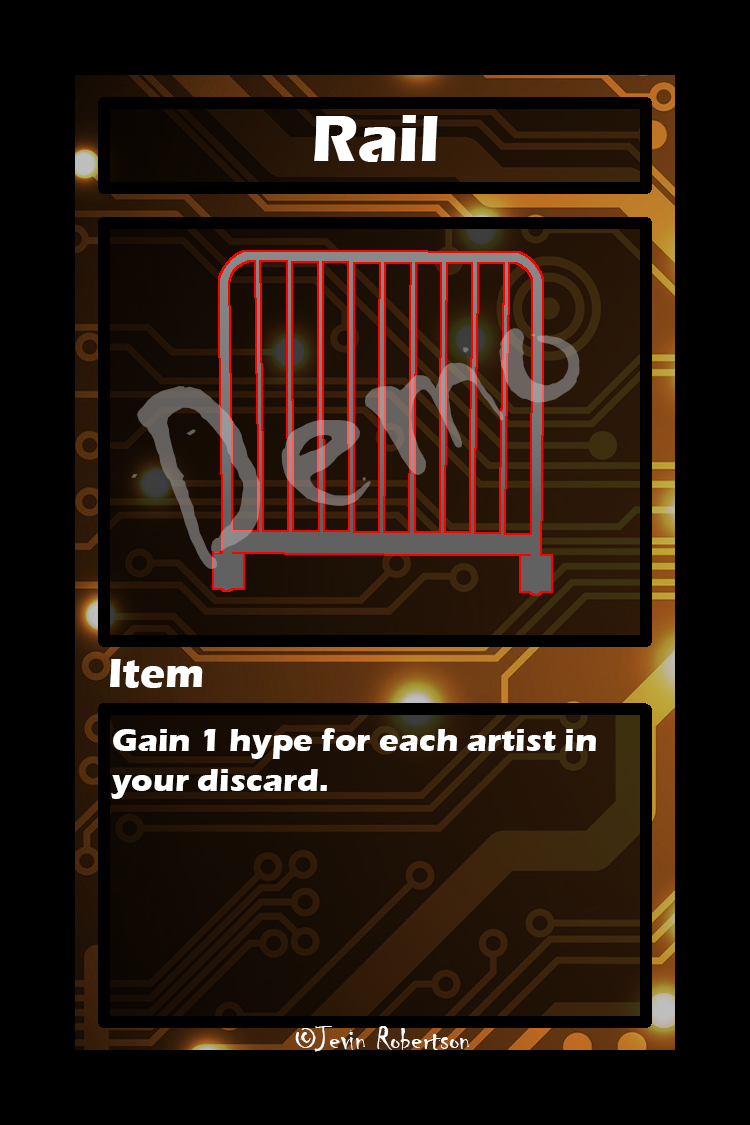 Rail
Demo
Item
Gain 1 hype for each artist in
your discard.
©Jevin Robertson